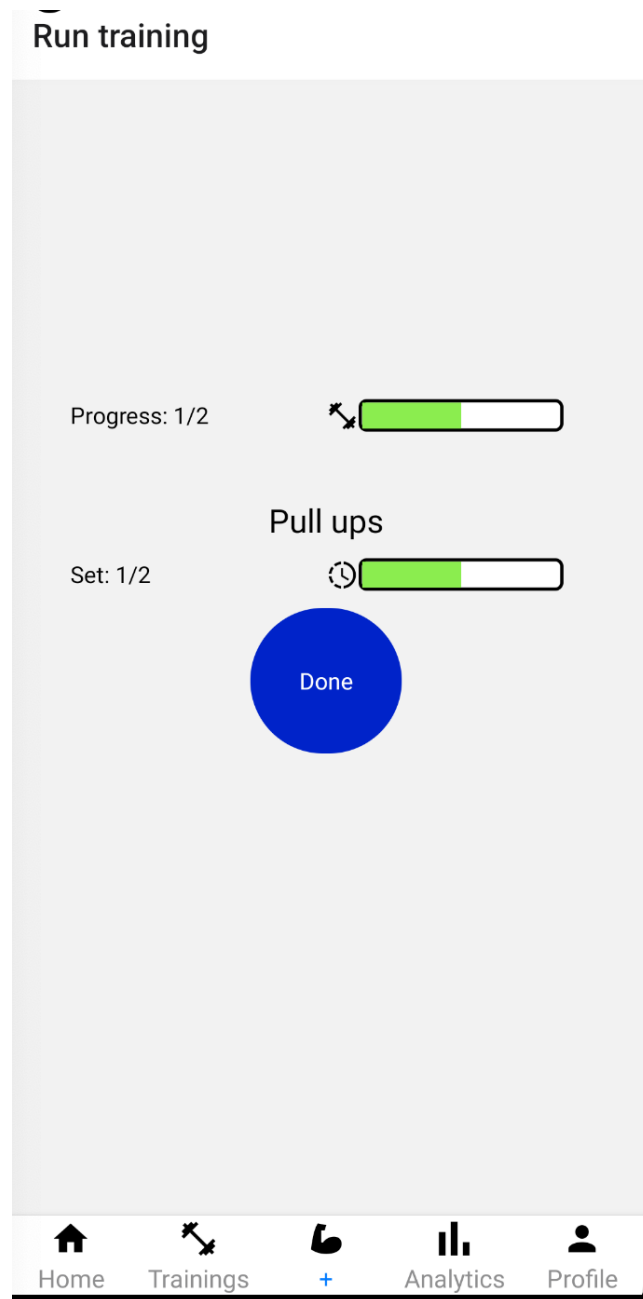 Run training
Progress: 1/2
Pull ups
Set: 1/2
Done
Home Trainings + Analytics Profile